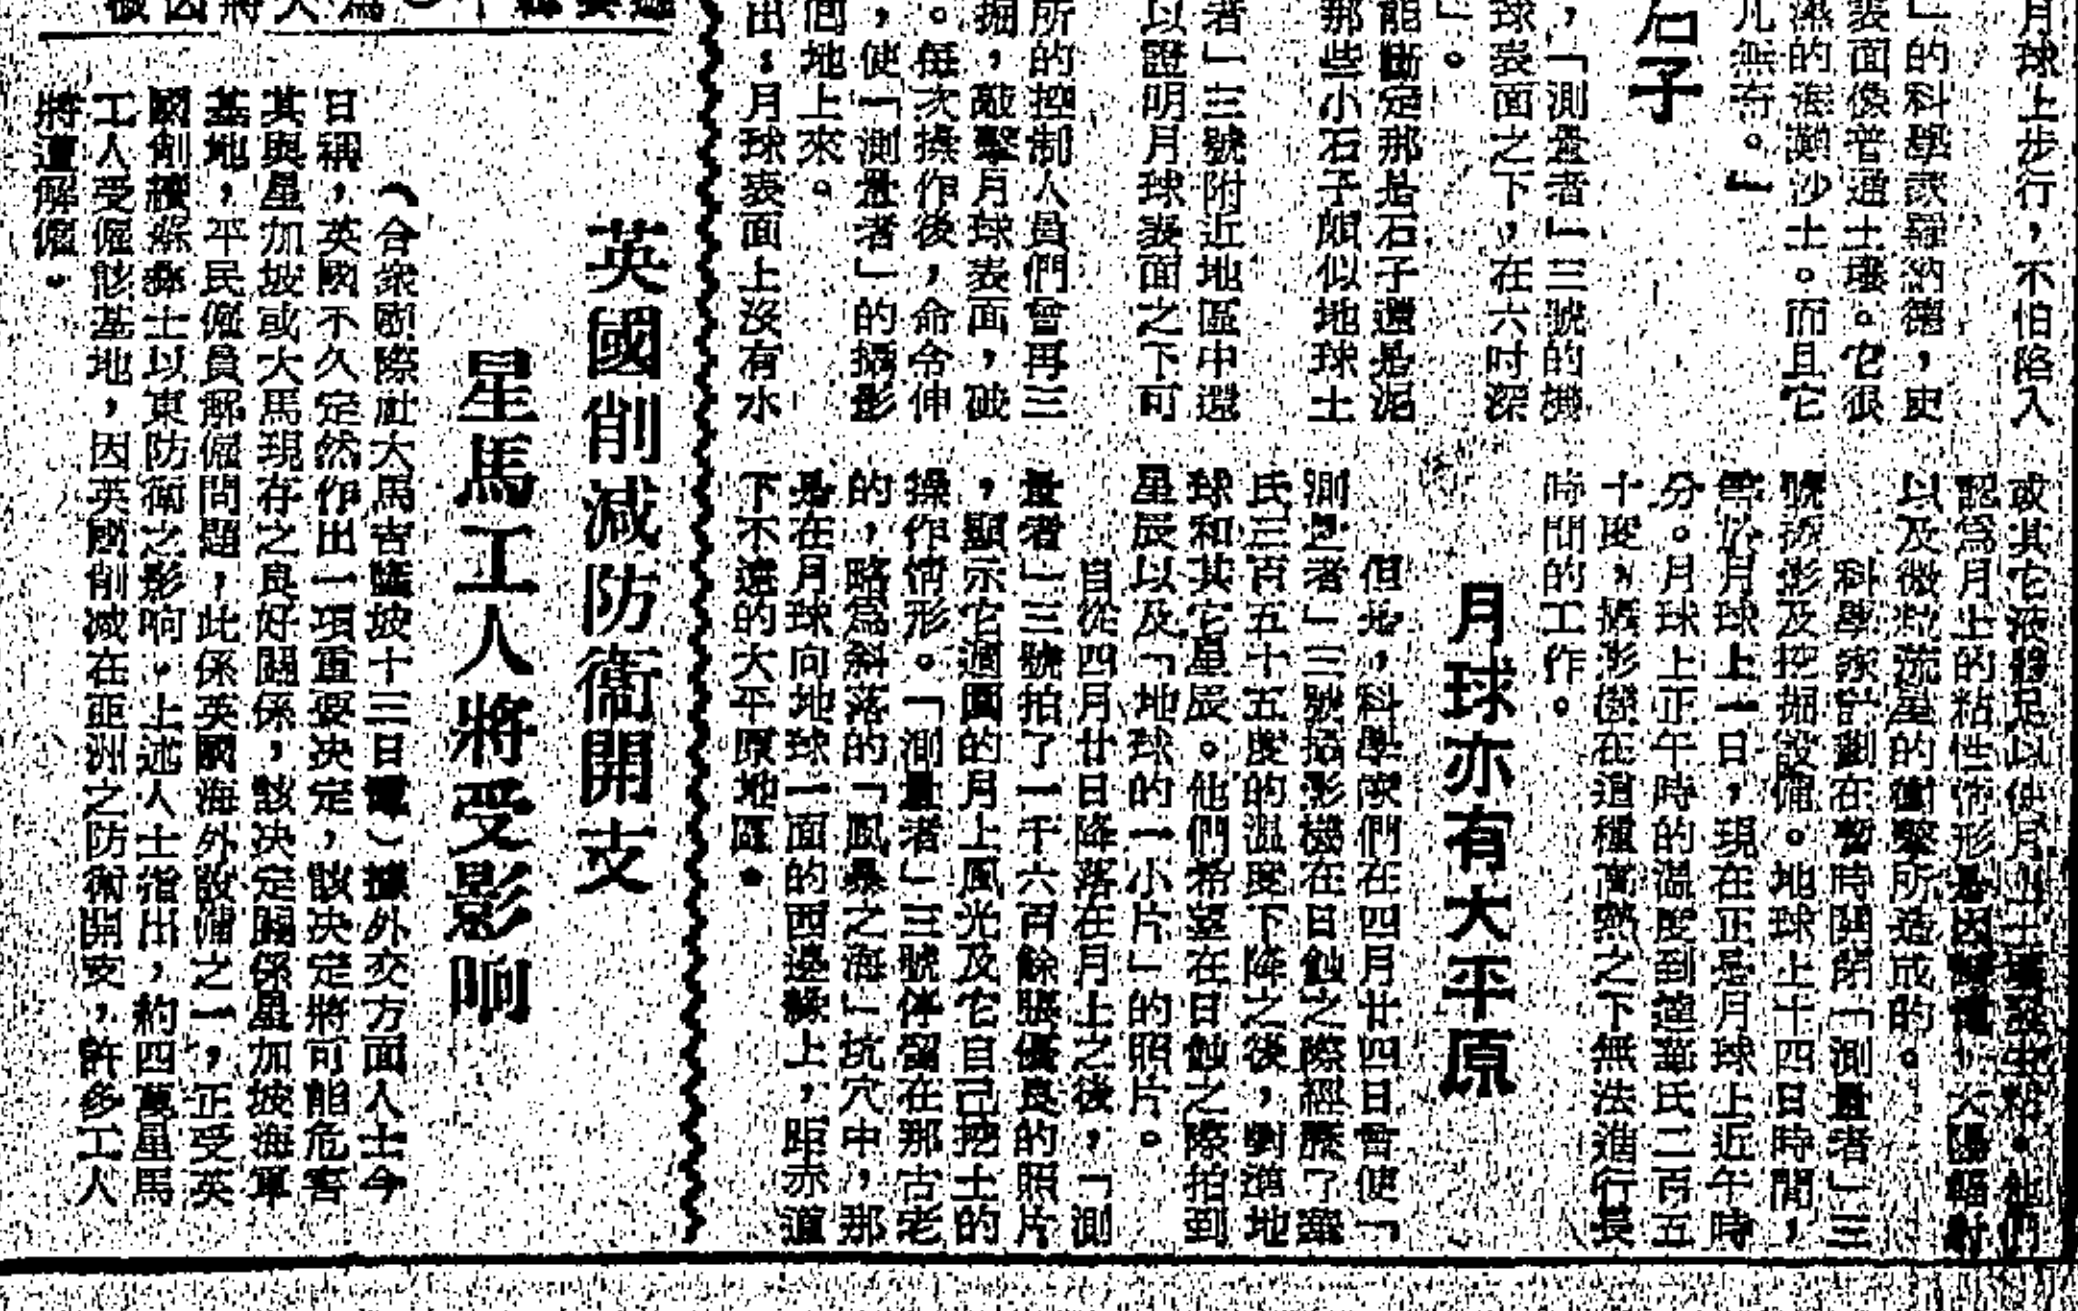 月球上步行，不怕陷入
」的科學家羅納德，史
表面像普通土壤。它很
濕的海灘沙土。而且它
几無奇。』
石子
，「測量者」三號的機
球表面之下，在六吋深
」。
能斷定那是石子還是泥
那些小石子頗似地球土
者」三號附近地區中還
以證明月球表面之下可
所的控制人員們會再三
掘，敲擊月球表面，破
。每次操作後，命令伸
，使「測量者」的攝影
回地上來。
出：月球表面上沒有水
或其它液體足以使月山土壤發生粘。他們
認爲月上的粘性情形是因靜電，太陽輻射
以及微粒流星的衝擊所造成的。
科學家計劃在暫時關閉「測量者」三
號攝影及挖掘設備。地球上十四日時間，
等於月球上一日，現在正是月球上近午時
分。月球上正午時的溫度到達華氏二百五
十度，攝影機在這種高熱之下無法進行長
時間的工作。
月球亦有大平原
但是，科學家們在四月廿四日曾使「
測量者」三號攝影機在日蝕之際經歷了華
氏三百五十五度的溫度下降之後，對準地
球和其它星辰。他們希望在日蝕之際拍到
星辰以及「地球的一小片」的照片。
自從四月廿日降落在月上之後，「測
量者」三號拍了一千六百餘張優良的照片
，顯示它週圍的月上風光及它自己挖土的
操作情形。「測量者」三號停留在那古老
的，略爲斜落的「風暴之海」坑穴中，那
是在月球向地球一面的西邊緣上，距赤道
下不遠的大平原地區。
英國削減防衛開支
星馬工人將受影响
（合衆國際社大馬吉隆坡十三日電）據外交方面人士今
日稱，英國不久定然作出一項重要決定，該决定將可能危害
其與星加坡或大馬現存之良好關係，該决定關係星加坡海軍
基地，平民僱員解僱問題，此係英國海外設備之一，正受英
國削減蘇彝士以東防衛之影响。上述人士指出，約四萬星馬
工人受僱於基地，因英國削减在亞洲之防衛開支，許多工人
將遭解僱。